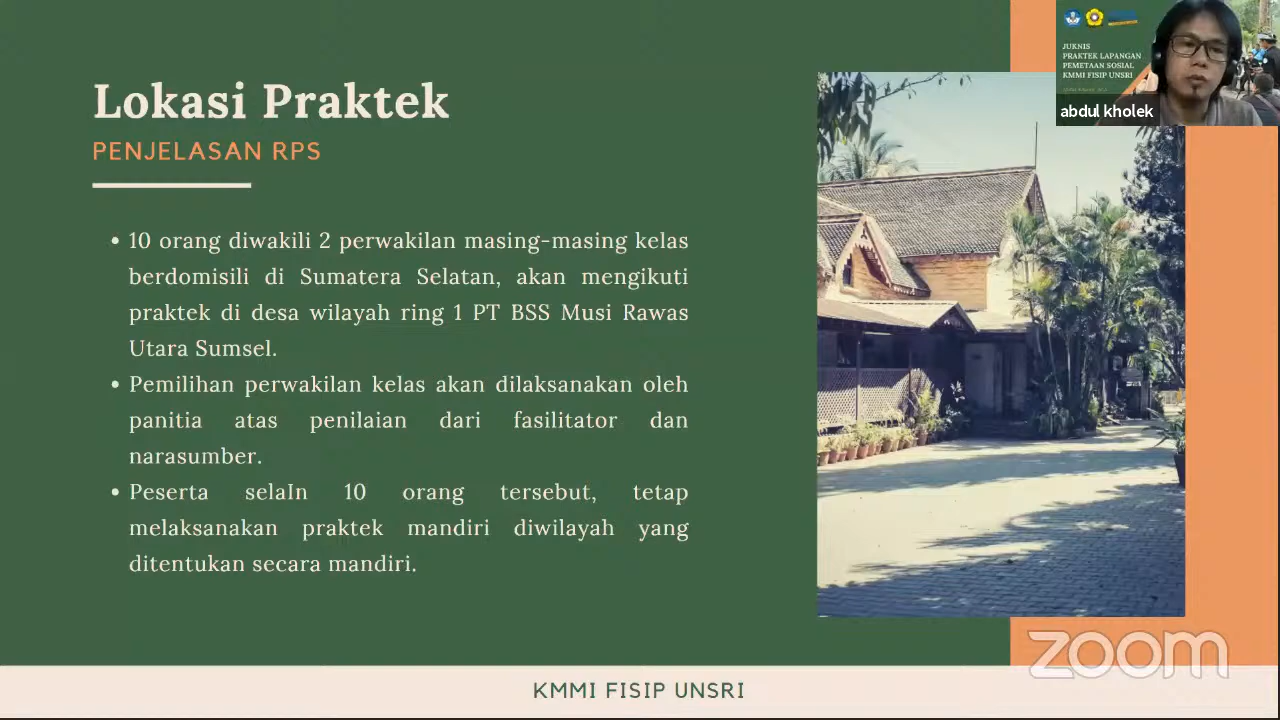 Lokasi Praktek
PENJELASAN RPS
• 10 orang diwakili 2 perwakilan masing-masing kelas
berdomisili di Sumatera Selatan, akan mengikuti
praktek di desa wilayah ring 1 PT BSS Musi Rawas
Utara Sumsel.
• Pemilihan perwakilan kelas akan dilaksanakan oleh
panitia atas penilaian dari fasilitator dan
narasumber.
• Peserta selaIn 10 orang tersebut, tetap
melaksanakan praktek mandiri diwilayah yang
ditentukan secara mandiri.
JUKNIS
PRAKTEK LAPANGAN
PEMETAAN SOSIAL
KMMI FISIP UNSRI
abdul kholek
zoom
KMMI FISIP UNSRI